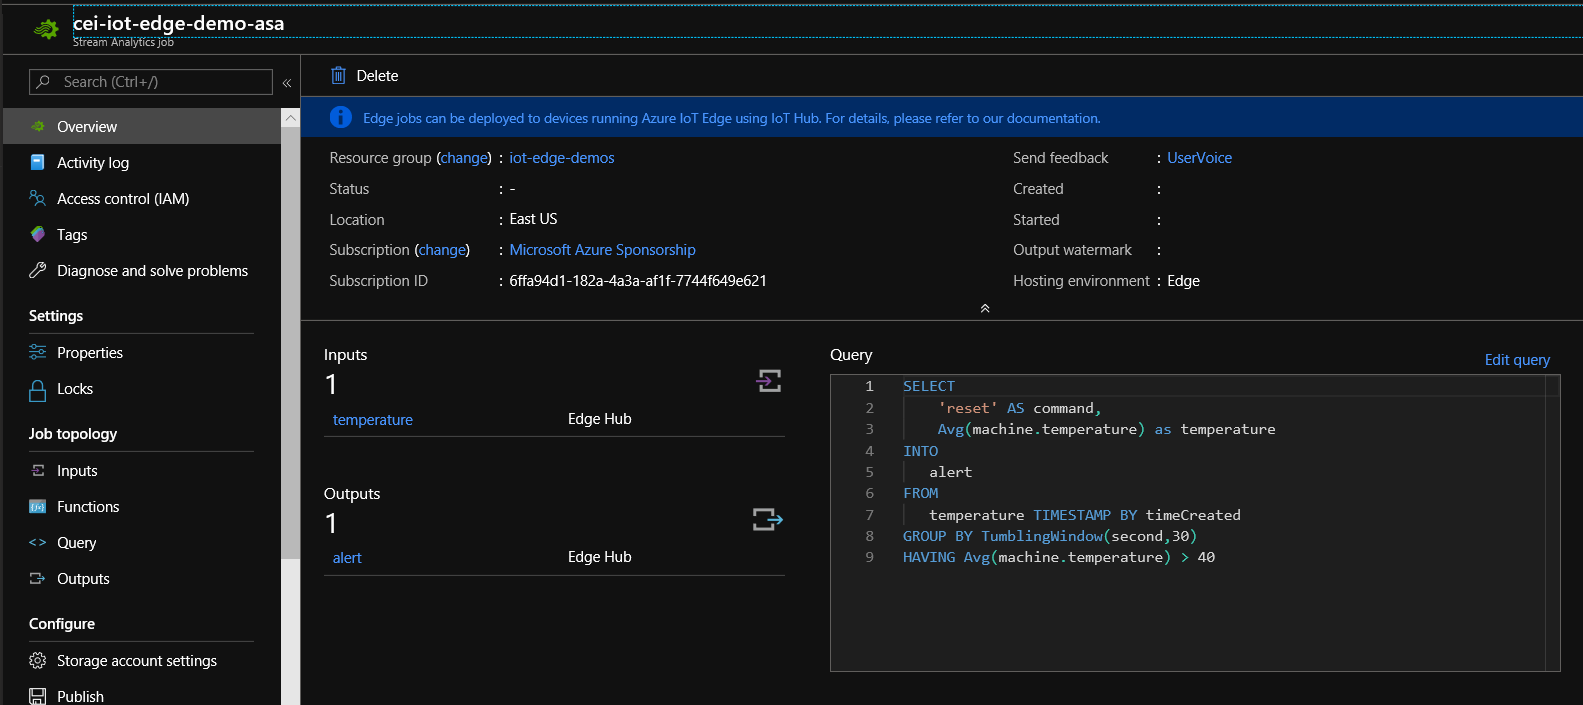 cei-iot-edge-demo-asa
Stream Analytics job
Search (Ctrl+/)
«
Overview
Activity log
Access control (IAM)
Tags
Diagnose and solve problems
Settings
Properties
Locks
Job topology
Inputs
Functions
Query
Outputs
Configure
Storage account settings
Publish
Delete
Edge jobs can be deployed to devices running Azure IoT Edge using IoT Hub. For details, please refer to our documentation.
Resource group (change) : iot-edge-demos
Status : -
Location : East US
Subscription (change) : Microsoft Azure Sponsorship
Subscription ID : 6ffa94d1-182a-4a3a-af1f-7744f649e621
Send feedback : UserVoice
Created :
Started :
Output watermark :
Hosting environment : Edge
Inputs
1
temperature Edge Hub
Outputs
1
alert Edge Hub
Query
Edit query
1 SELECT
2 'reset' AS command,
3 Avg(machine.temperature) as temperature
4 INTO
5 alert
6 FROM
7 temperature TIMESTAMP BY timeCreated
8 GROUP BY TumblingWindow(second,30)
9 HAVING Avg(machine.temperature) > 40